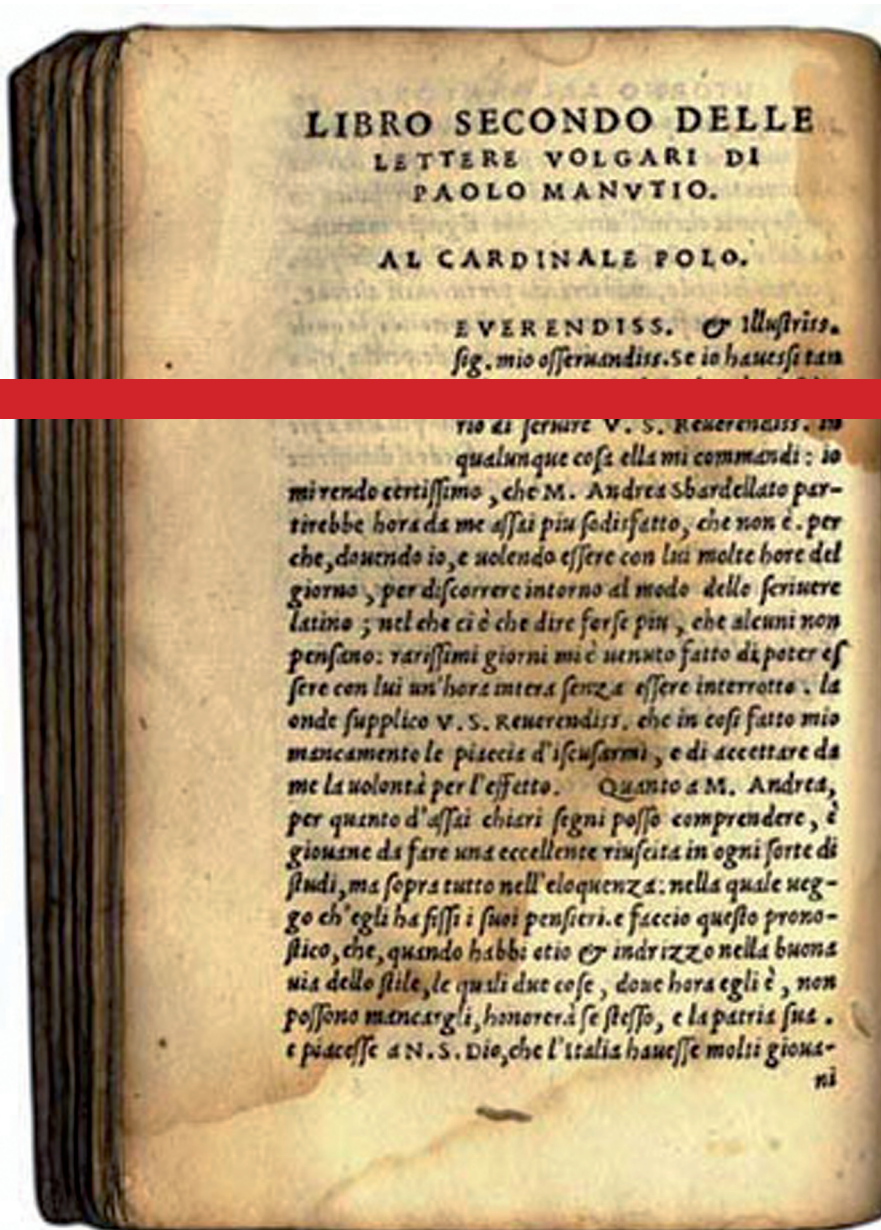 LIBRO SECONDO DELLE
LETTERE VOLGARI DI
PAOLO MANVTIO.
AL CARDINALE POLO.
EVERENDISS. & Illustriss.
sig. mio osseruandiss. Se io hauessi tan
rio di seruire V. S. Reuerendiss. in
qualunque cosa ella mi commandi: io
mi rendo certissimo, che M. Andrea Sbardellato par-
tirebbe hora da me assai piu sodisfatto, che non è. per
che, douendo io, e uolendo essere con lui molte hore del
giorno, per discorrere intorno al modo dello scriuere
latino; nel che ci è che dire forse piu, che alcuni non
pensano: rarissimi giorni mi è uenuto fatto di poter es
sere con lui un'hora intera senza essere interrotto. la
onde supplico V. S. Reuerendiss. che in cosi fatto mio
mancamento le piaccia d'iscusarmi, e di accettare da
me la uolontà per l'effetto. Quanto a M. Andrea,
per quanto d'assai chiari segni posso comprendere, è
giouane da fare una eccellente riuscita in ogni sorte di
studi, ma sopra tutto nell'eloquenza: nella quale ueg-
go ch'egli ha fissi i suoi pensieri. e faccio questo prono-
stico, che, quando habbi otio & indrizzo nella buona
uia dello stile, le quali due cose, doue hora egli è, non
possono mancargli, honorerà se stesso, e la patria sua.
e piacesse a N. S. Dio, che l'Italia hauesse molti gioua-
ni